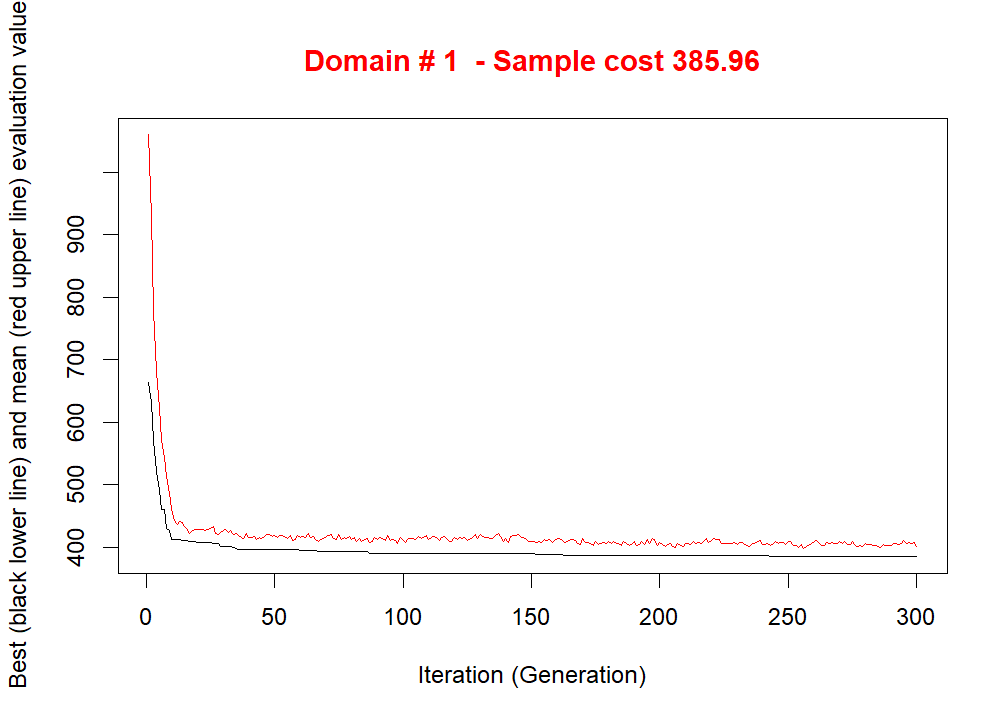 Domain # 1 - Sample cost 385.96
Best (black lower line) and mean (red upper line) evaluation value
900
800
700
600
500
400
0 50 100 150 200 250 300
Iteration (Generation)